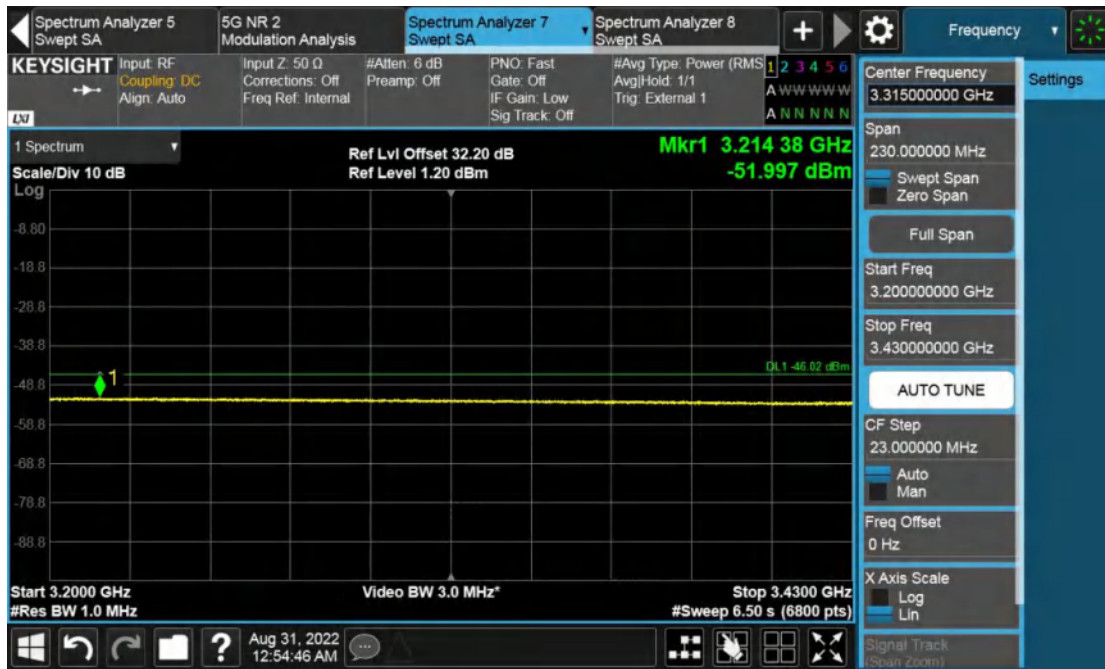 Spectrum Analyzer 5
Swept SA
5G NR 2
Modulation Analysis
Spectrum Analyzer 7
Swept SA
Spectrum Analyzer 8
Swept SA
+
Frequency
KEYSIGHT
LXI
Input: RF
Coupling: DC
Align: Auto
Input Z: 50 Ω
Corrections: Off
Freq Ref: Internal
#Atten: 6 dB
Preamp: Off
PNO: Fast
Gate: Off
IF Gain: Low
Sig Track: Off
#Avg Type: Power (RMS
Avg|Hold: 1/1
Trig: External 1
1 2 3 4 5 6
A W W W W W
A N N N N N
1 Spectrum
Scale/Div 10 dB
Log
Ref Lvl Offset 32.20 dB
Ref Level 1.20 dBm
Mkr1 3.214 38 GHz
-51.997 dBm
-8.80
-18.8
-28.8
-38.8
-48.8
-58.8
-68.8
-78.8
-88.8
DL1 -46.02 dBm
1
Start 3.2000 GHz
#Res BW 1.0 MHz
Video BW 3.0 MHz*
Stop 3.4300 GHz
#Sweep 6.50 s (6800 pts)
Center Frequency
3.315000000 GHz
Settings
Span
230.000000 MHz
Swept Span
Zero Span
Full Span
Start Freq
3.200000000 GHz
Stop Freq
3.430000000 GHz
AUTO TUNE
CF Step
23.000000 MHz
Auto
Man
Freq Offset
0 Hz
X Axis Scale
Log
Lin
Signal Track
(Span Zoom)
?
Aug 31, 2022
12:54:46 AM